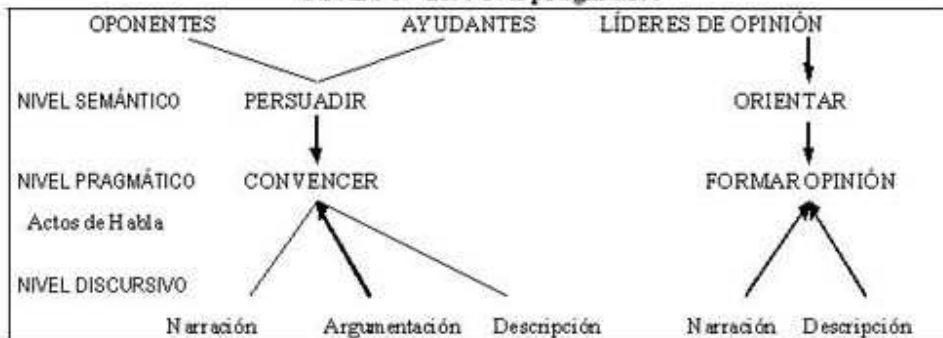 OPONENTES AYUDANTES LÍDERES DE OPINIÓN
NIVEL SEMÁNTICO PERSUADIR ORIENTAR
NIVEL PRAGMÁTICO CONVENCER FORMAR OPINIÓN
Actos de Habla
NIVEL DISCURSIVO
Narración Argumentación Descripción Narración Descripción